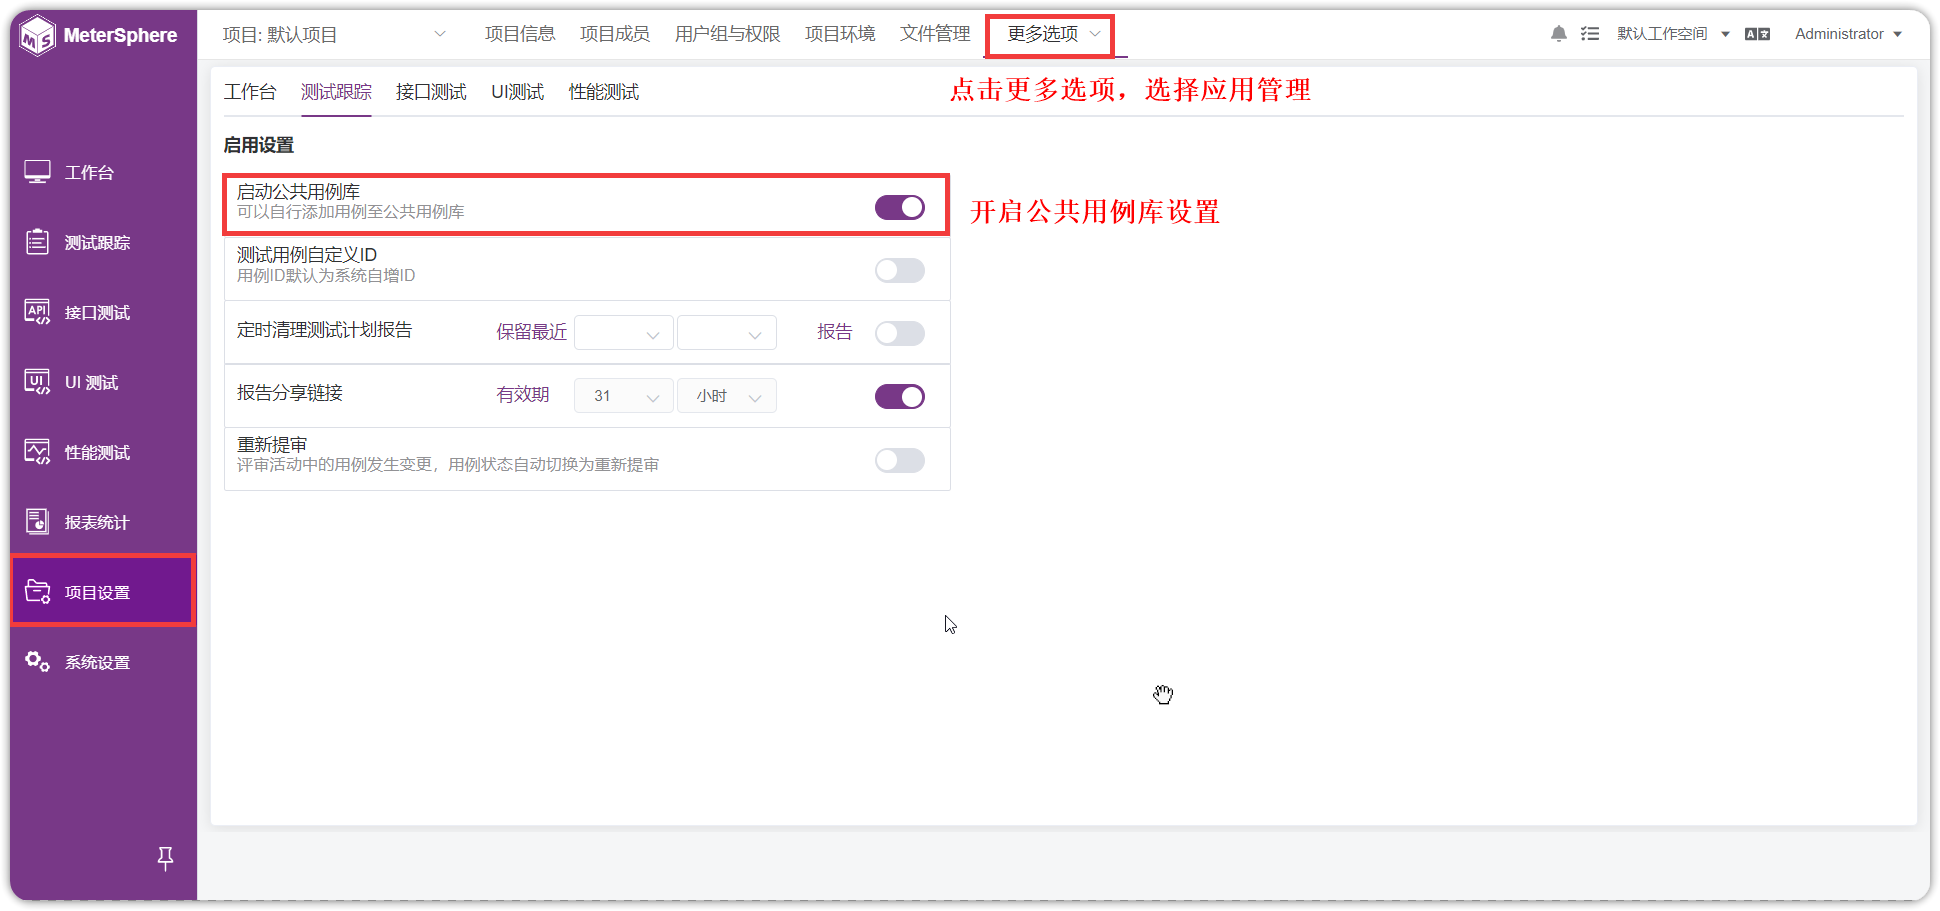 MeterSphere
项目: 默认项目
项目信息 项目成员 用户组与权限 项目环境 文件管理 更多选项
默认工作空间
Administrator
工作台 测试跟踪 接口测试 UI测试 性能测试
点击更多选项，选择应用管理
启用设置
启动公共用例库
可以自行添加用例至公共用例库
开启公共用例库设置
测试用例自定义ID
用例ID默认为系统自增ID
定时清理测试计划报告 保留最近 报告
报告分享链接 有效期 31 小时
重新提审
评审活动中的用例发生变更，用例状态自动切换为重新提审
工作台
测试跟踪
API 接口测试
UI UI 测试
性能测试
报表统计
项目设置
系统设置